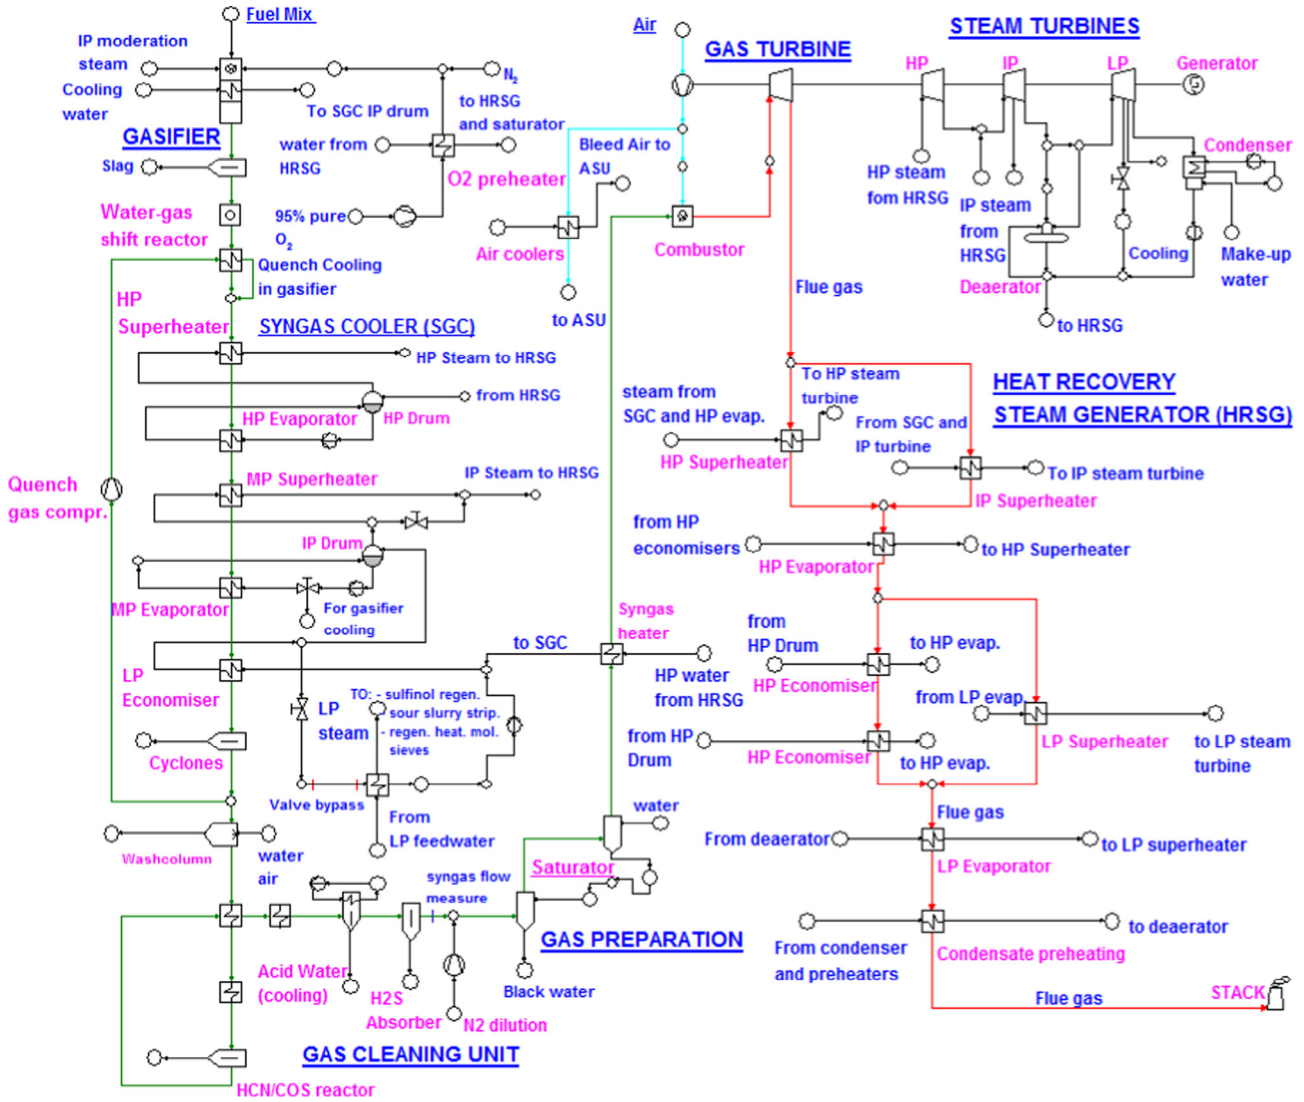 Fuel Mix
IP moderation
steam
Cooling
water
N2
To SGC IP drum
to HRSG
and saturator
GASIFIER
water from
HRSG
Slag
O2 preheater
Water-gas
shift reactor
95% pure
O2
Quench Cooling
in gasifier
HP
Superheater
SYNGAS COOLER (SGC)
HP Steam to HRSG
from HRSG
HP Evaporator
HP Drum
MP Superheater
IP Steam to HRSG
Quench
gas compr.
IP Drum
MP Evaporator
For gasifier
cooling
LP
Economiser
to SGC
Syngas
heater
HP water
from HRSG
TO: - sulfinol regen.
sour slurry strip.
- regen. heat. mol.
sieves
LP
steam
Cyclones
Valve bypass
From
LP feedwater
Washcolumn
water
air
water
Saturator
syngas flow
measure
GAS PREPARATION
Acid Water
(cooling)
H2S
Absorber
N2 dilution
Black water
GAS CLEANING UNIT
HCN/COS reactor
Air
GAS TURBINE
Bleed Air to
ASU
Air coolers
to ASU
Combustor
Flue gas
STEAM TURBINES
HP
IP
LP
Generator
Condenser
HP steam
fom HRSG
IP steam
from
HRSG
Cooling
Make-up
water
Deaerator
to HRSG
HEAT RECOVERY
STEAM GENERATOR (HRSG)
steam from
SGC and HP evap.
To HP steam
turbine
From SGC and
IP turbine
HP Superheater
To IP steam turbine
IP Superheater
from HP
economisers
to HP Superheater
HP Evaporator
from
HP Drum
to HP evap.
HP Economiser
from LP evap.
from HP
Drum
HP Economiser
to HP evap.
LP Superheater
to LP steam
turbine
Flue gas
From deaerator
to LP superheater
LP Evaporator
From condenser
and preheaters
to deaerator
Condensate preheating
Flue gas
STACK